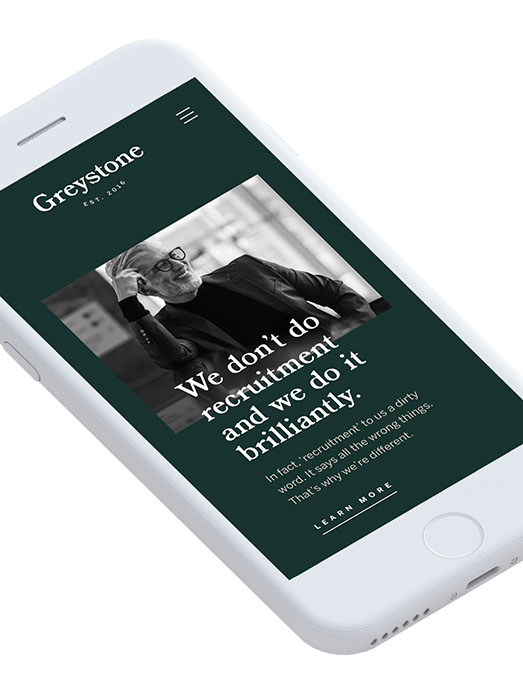 Greystone
EST. 2016
We don't do
recruitment
and we do it
brilliantly.
In fact, 'recruitment' to us a dirty
word. It says all the wrong things.
That's why we're different.
LEARN MORE